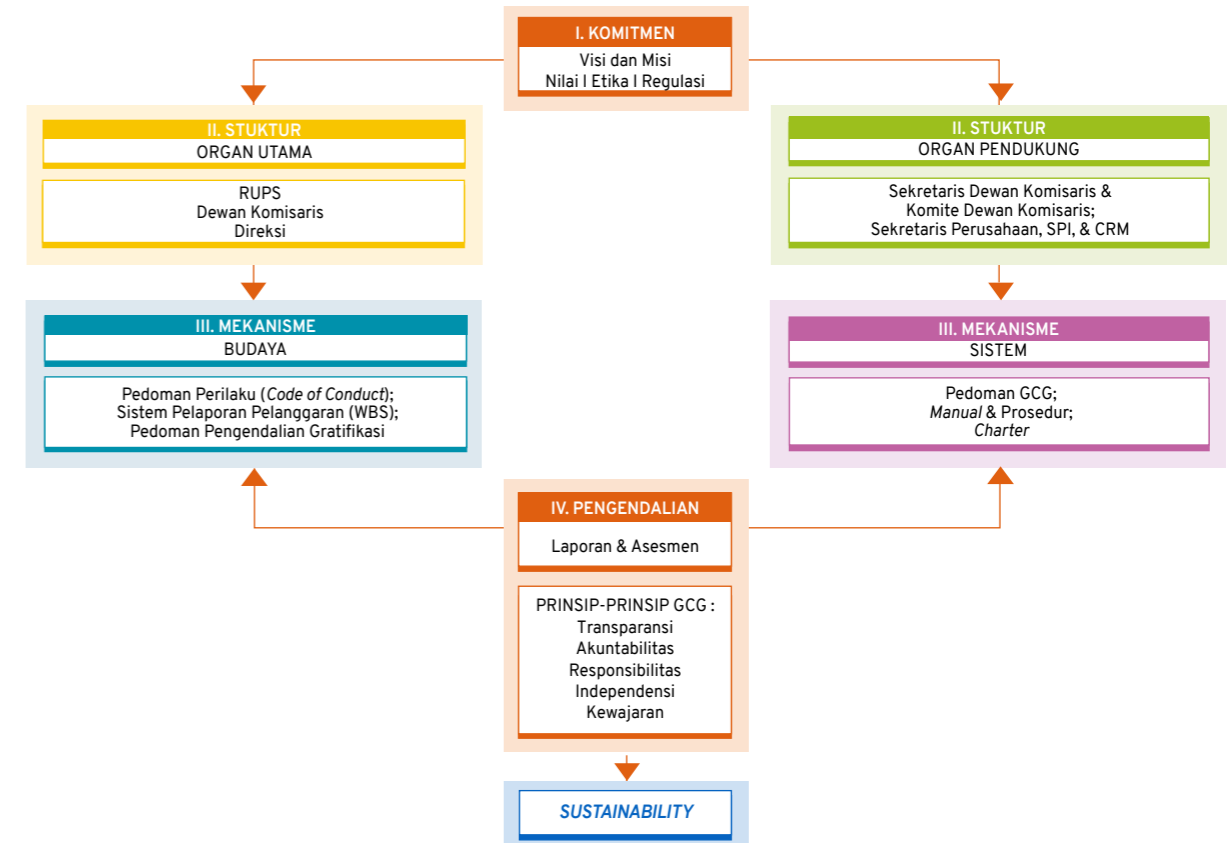 I. KOMITMEN
Visi dan Misi
Nilai I Etika I Regulasi
II. STUKTUR
ORGAN UTAMA
RUPS
Dewan Komisaris
Direksi
II. STUKTUR
ORGAN PENDUKUNG
Sekretaris Dewan Komisaris &
Komite Dewan Komisaris;
Sekretaris Perusahaan, SPI, & CRM
III. MEKANISME
BUDAYA
Pedoman Perilaku (Code of Conduct);
Sistem Pelaporan Pelanggaran (WBS);
Pedoman Pengendalian Gratifikasi
III. MEKANISME
SISTEM
Pedoman GCG;
Manual & Prosedur;
Charter
IV. PENGENDALIAN
Laporan & Asesmen
PRINSIP-PRINSIP GCG :
Transparansi
Akuntabilitas
Responsibilitas
Independensi
Kewajaran
SUSTAINABILITY